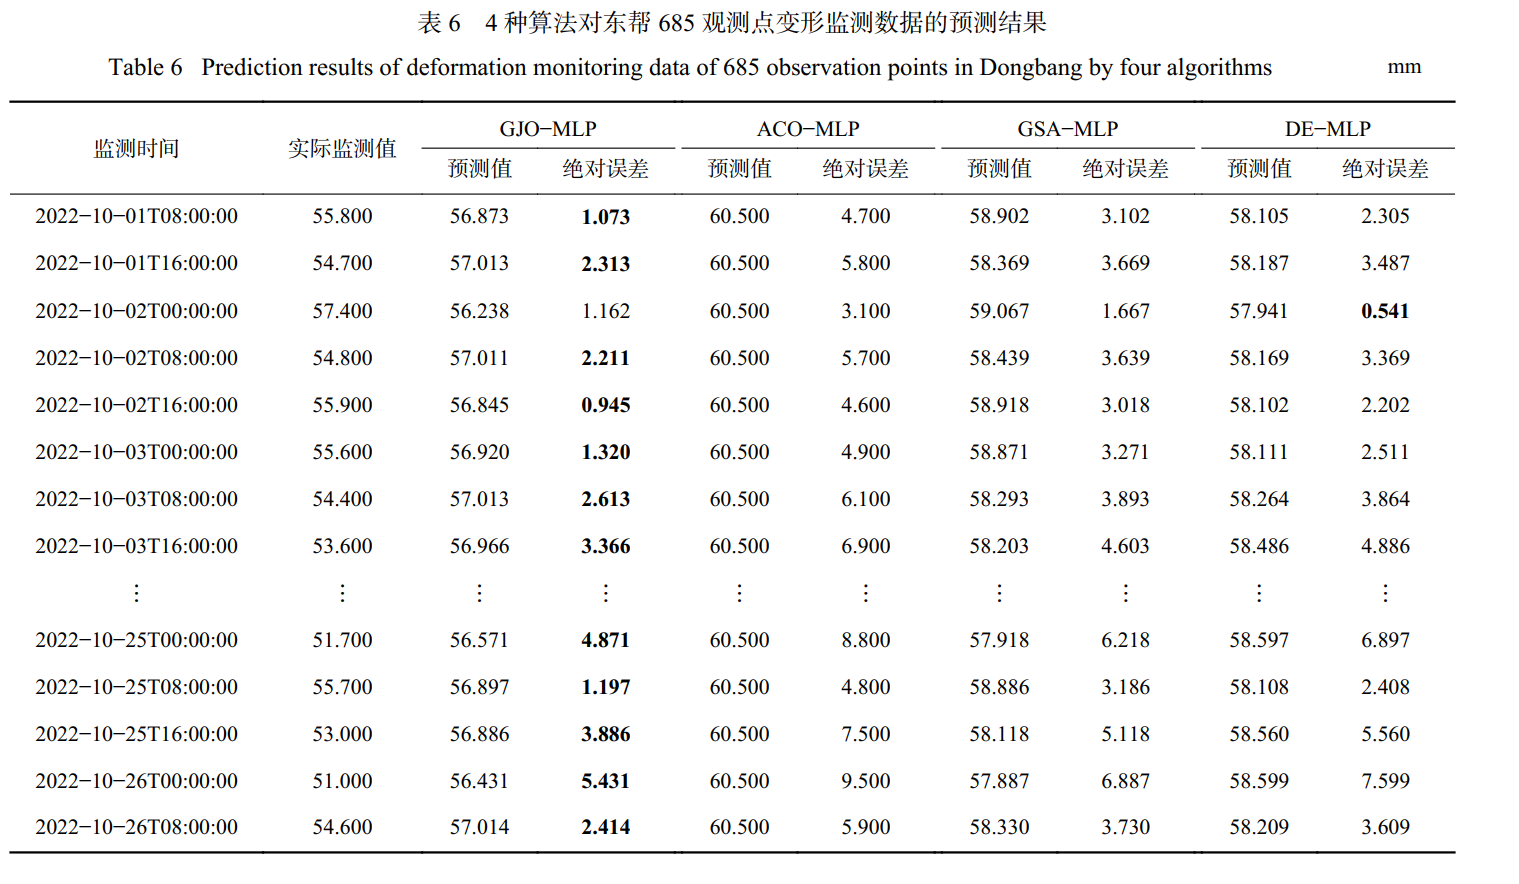 表 6 4 种算法对东帮 685 观测点变形监测数据的预测结果
Table 6 Prediction results of deformation monitoring data of 685 observation points in Dongbang by four algorithms mm
监测时间 实际监测值 GJO−MLP ACO−MLP GSA−MLP DE−MLP
预测值 绝对误差 预测值 绝对误差 预测值 绝对误差 预测值 绝对误差
2022−10−01T08:00:00 55.800 56.873 1.073 60.500 4.700 58.902 3.102 58.105 2.305
2022−10−01T16:00:00 54.700 57.013 2.313 60.500 5.800 58.369 3.669 58.187 3.487
2022−10−02T00:00:00 57.400 56.238 1.162 60.500 3.100 59.067 1.667 57.941 0.541
2022−10−02T08:00:00 54.800 57.011 2.211 60.500 5.700 58.439 3.639 58.169 3.369
2022−10−02T16:00:00 55.900 56.845 0.945 60.500 4.600 58.918 3.018 58.102 2.202
2022−10−03T00:00:00 55.600 56.920 1.320 60.500 4.900 58.871 3.271 58.111 2.511
2022−10−03T08:00:00 54.400 57.013 2.613 60.500 6.100 58.293 3.893 58.264 3.864
2022−10−03T16:00:00 53.600 56.966 3.366 60.500 6.900 58.203 4.603 58.486 4.886
⋮ ⋮ ⋮ ⋮ ⋮ ⋮ ⋮ ⋮ ⋮ ⋮
2022−10−25T00:00:00 51.700 56.571 4.871 60.500 8.800 57.918 6.218 58.597 6.897
2022−10−25T08:00:00 55.700 56.897 1.197 60.500 4.800 58.886 3.186 58.108 2.408
2022−10−25T16:00:00 53.000 56.886 3.886 60.500 7.500 58.118 5.118 58.560 5.560
2022−10−26T00:00:00 51.000 56.431 5.431 60.500 9.500 57.887 6.887 58.599 7.599
2022−10−26T08:00:00 54.600 57.014 2.414 60.500 5.900 58.330 3.730 58.209 3.609